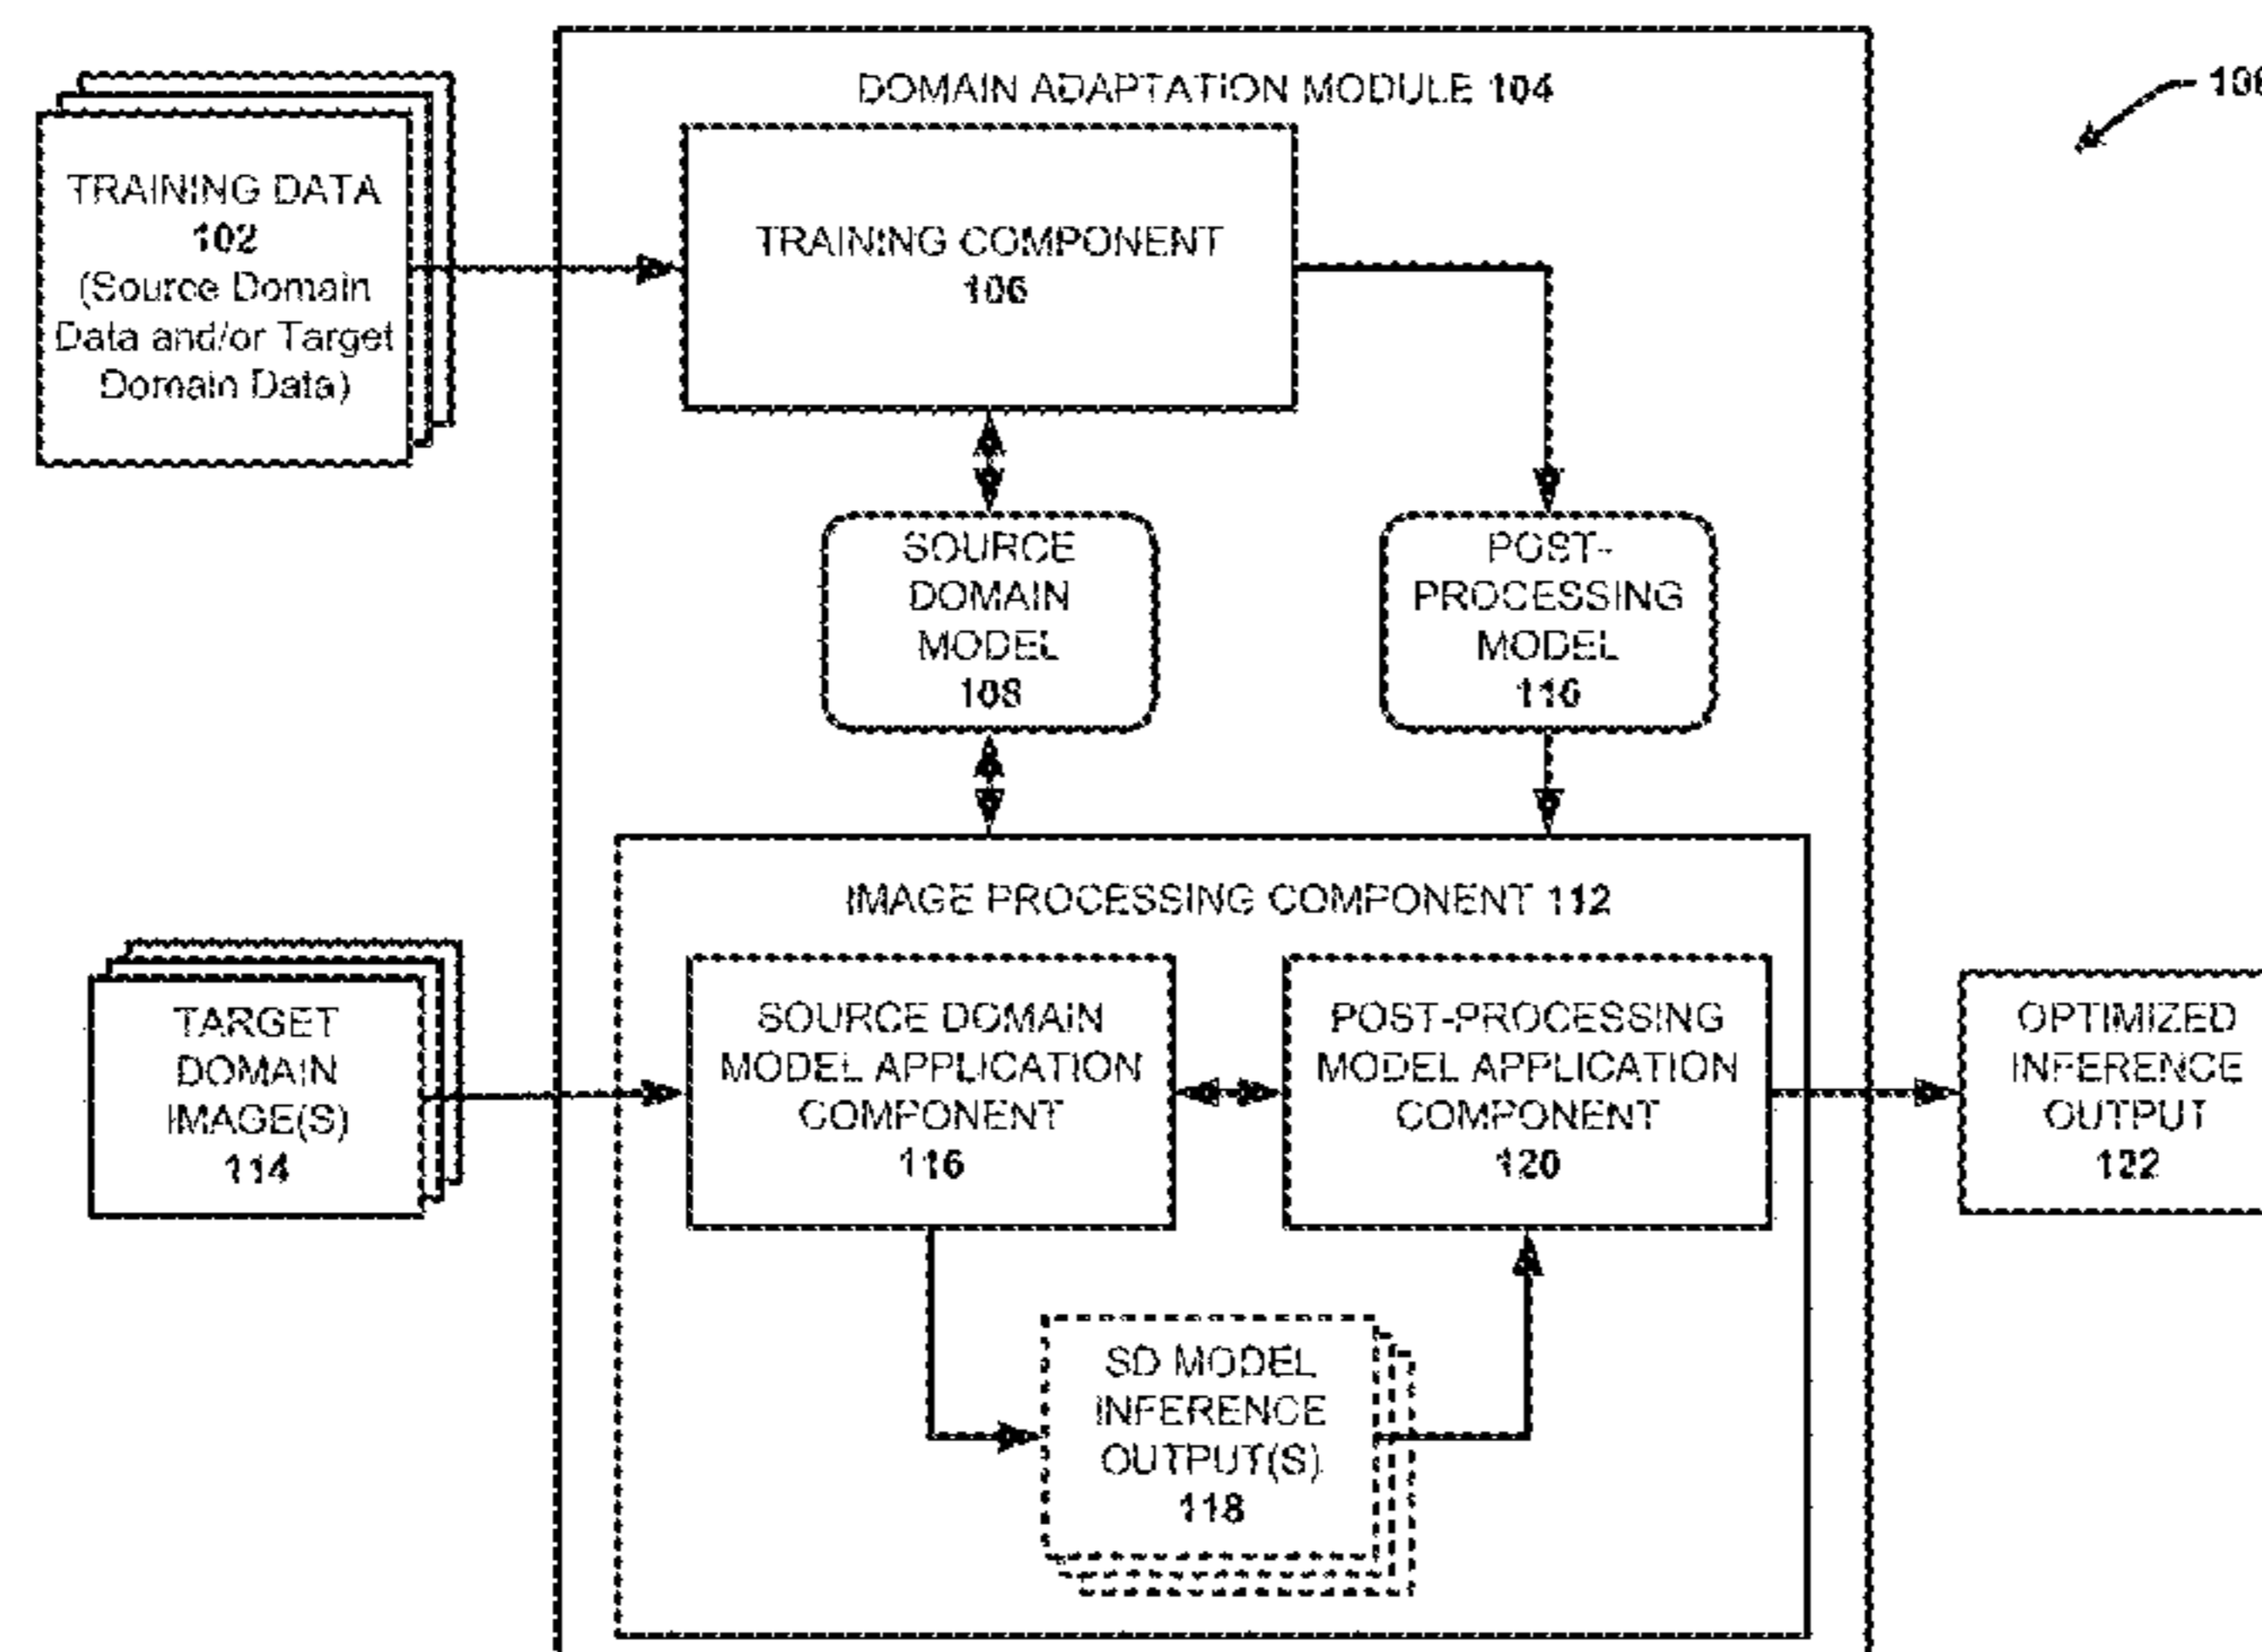 DOMAIN ADAPTATION MODULE 104
TRAINING DATA
102
(Source Domain
Data and/or Target
Domain Data)
TRAINING COMPONENT
106
SOURCE
DOMAIN
MODEL
108
POST-
PROCESSING
MODEL
110
IMAGE PROCESSING COMPONENT 112
TARGET
DOMAIN
IMAGE(S)
114
SOURCE DOMAIN
MODEL APPLICATION
COMPONENT
116
POST-PROCESSING
MODEL APPLICATION
COMPONENT
120
OPTIMIZED
INFERENCE
OUTPUT
122
SD MODEL
INFERENCE
OUTPUT(S)
118